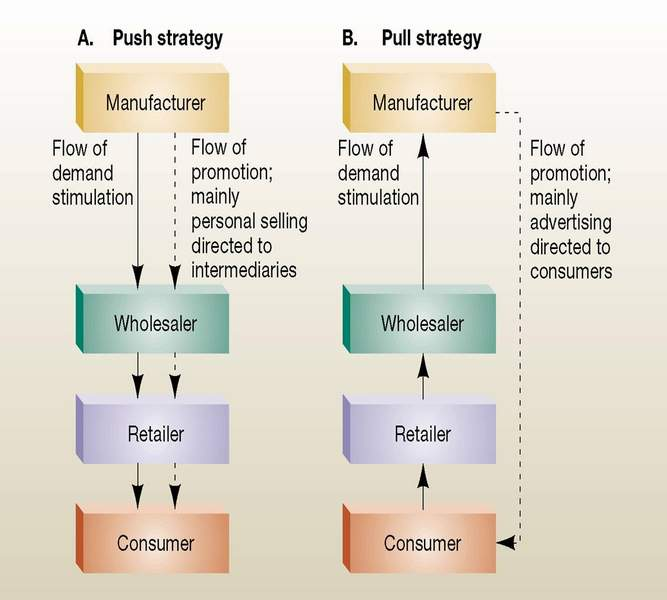 A. Push strategy
Manufacturer
Flow of
demand
stimulation
Flow of
promotion;
mainly
personal selling
directed to
intermediaries
Wholesaler
Retailer
Consumer
B. Pull strategy
Manufacturer
Flow of
demand
stimulation
Flow of
promotion;
mainly
advertising
directed to
consumers
Wholesaler
Retailer
Consumer